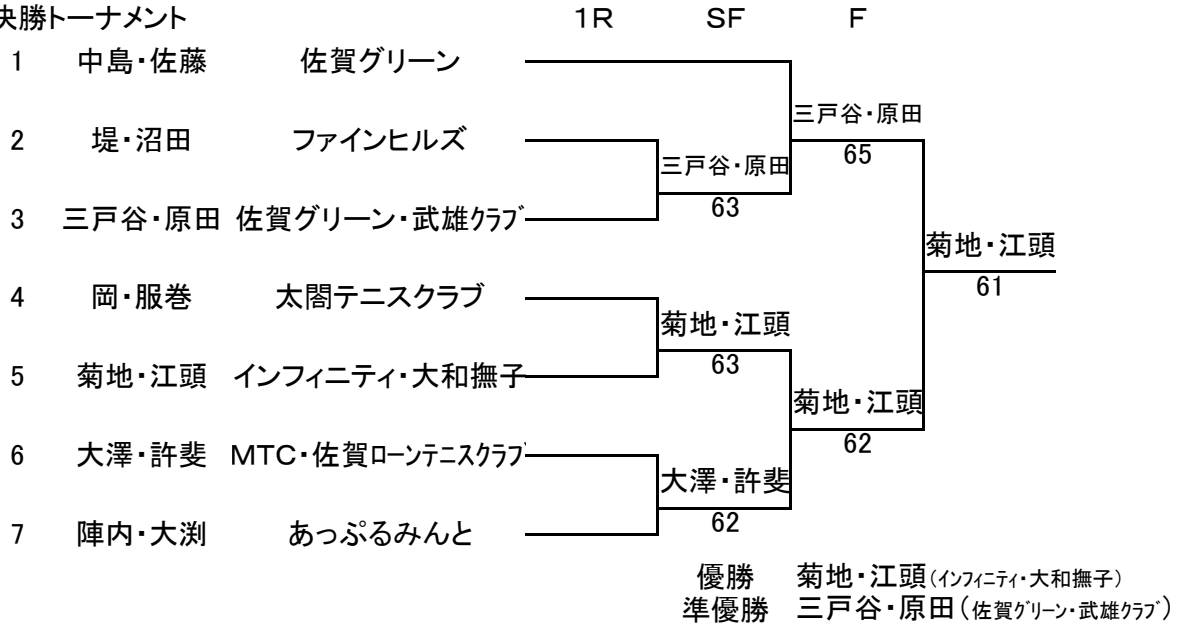 決勝トーナメント 1R SF F
1 中島・佐藤 佐賀グリーン
三戸谷・原田
2 堤・沼田 ファインヒルズ 65
三戸谷・原田
63
3 三戸谷・原田 佐賀グリーン・武雄クラブ
菊地・江頭
61
4 岡・服巻 太閤テニスクラブ
菊地・江頭
63
5 菊地・江頭 インフィニティ・大和撫子
菊地・江頭
62
6 大澤・許斐 MTC・佐賀ローンテニスクラブ
大澤・許斐
62
7 陣内・大渕 あっぷるみんと
優勝 菊地・江頭(インフィニティ・大和撫子)
準優勝 三戸谷・原田(佐賀グリーン・武雄クラブ)